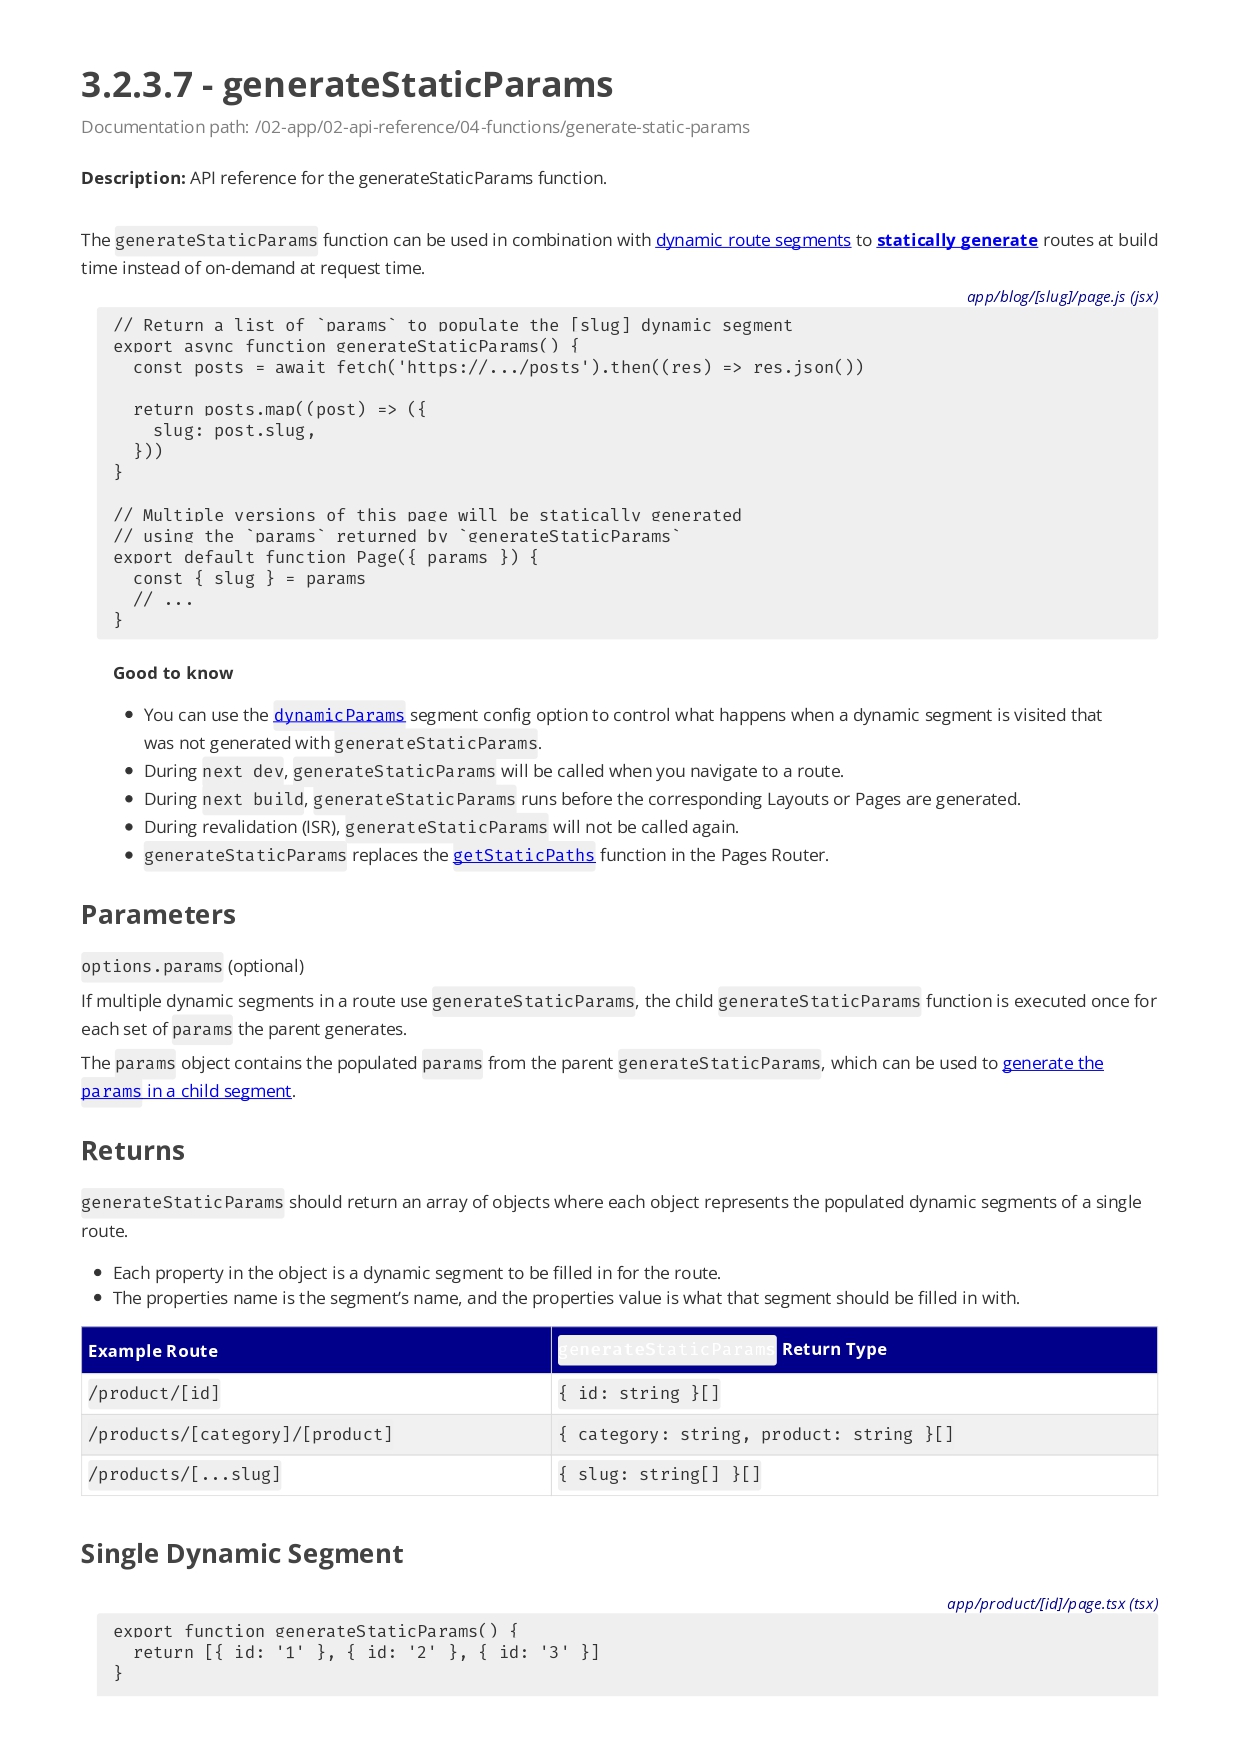 3.2.3.7 - generateStaticParams
Documentation path: /02-app/02-api-reference/04-functions/generate-static-params
Description: API reference for the generateStaticParams function.
The generateStaticParams function can be used in combination with dynamic route segments to statically generate routes at build
time instead of on-demand at request time.
app/blog/[slug]/page.js (jsx)
// Return a list of `params` to populate the [slug] dynamic segment
export async function generateStaticParams() {
  const posts = await fetch('https://.../posts').then((res) => res.json())
  return posts.map((post) => ({
    slug: post.slug,
  }))
}
// Multiple versions of this page will be statically generated
// using the `params` returned by `generateStaticParams`
export default function Page({ params }) {
  const { slug } = params
  // ...
}
Good to know
• You can use the dynamicParams segment config option to control what happens when a dynamic segment is visited that
was not generated with generateStaticParams.
• During next dev, generateStaticParams will be called when you navigate to a route.
• During next build, generateStaticParams runs before the corresponding Layouts or Pages are generated.
• During revalidation (ISR), generateStaticParams will not be called again.
• generateStaticParams replaces the getStaticPaths function in the Pages Router.
Parameters
options.params (optional)
If multiple dynamic segments in a route use generateStaticParams, the child generateStaticParams function is executed once for
each set of params the parent generates.
The params object contains the populated params from the parent generateStaticParams, which can be used to generate the
params in a child segment.
Returns
generateStaticParams should return an array of objects where each object represents the populated dynamic segments of a single
route.
• Each property in the object is a dynamic segment to be filled in for the route.
• The properties name is the segment’s name, and the properties value is what that segment should be filled in with.
Example Route generateStaticParams Return Type
/product/[id] { id: string }[]
/products/[category]/[product] { category: string, product: string }[]
/products/[...slug] { slug: string[] }[]
Single Dynamic Segment
app/product/[id]/page.tsx (tsx)
export function generateStaticParams() {
  return [{ id: '1' }, { id: '2' }, { id: '3' }]
}